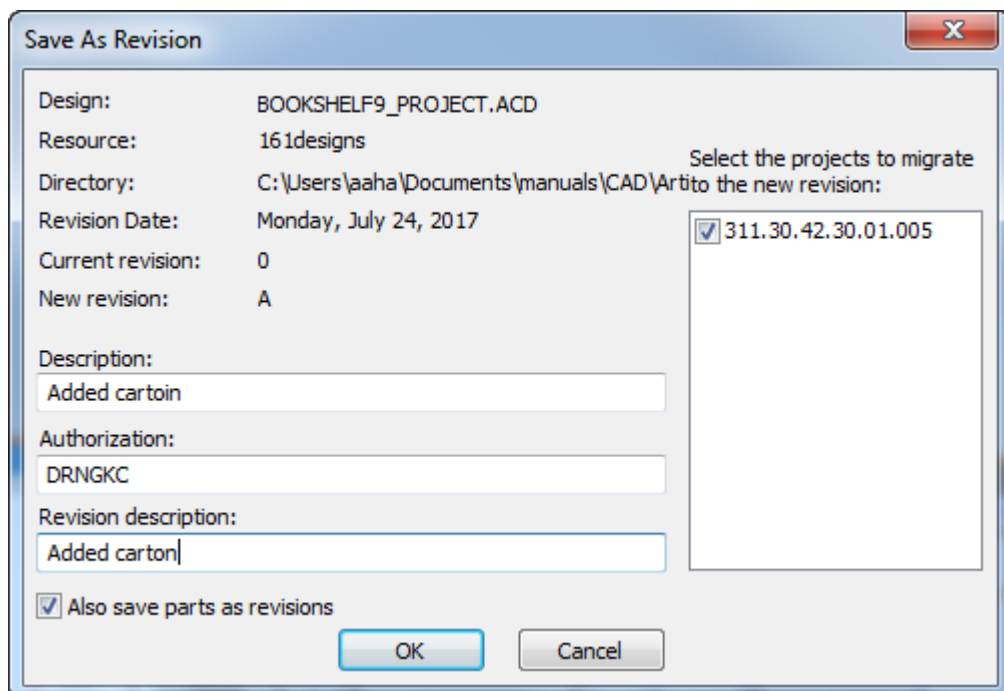 Save As Revision
Design: BOOKSHELF9_PROJECT.ACD
Resource: 161designs
Directory: C:\Users\aaha\Documents\manuals\CAD\Arti
Revision Date: Monday, July 24, 2017
Current revision: 0
New revision: A
Description:
Added cartoin
Authorization:
DRNGKC
Revision description:
Added carton
Also save parts as revisions
Select the projects to migrate
to the new revision:
311.30.42.30.01.005
OK
Cancel